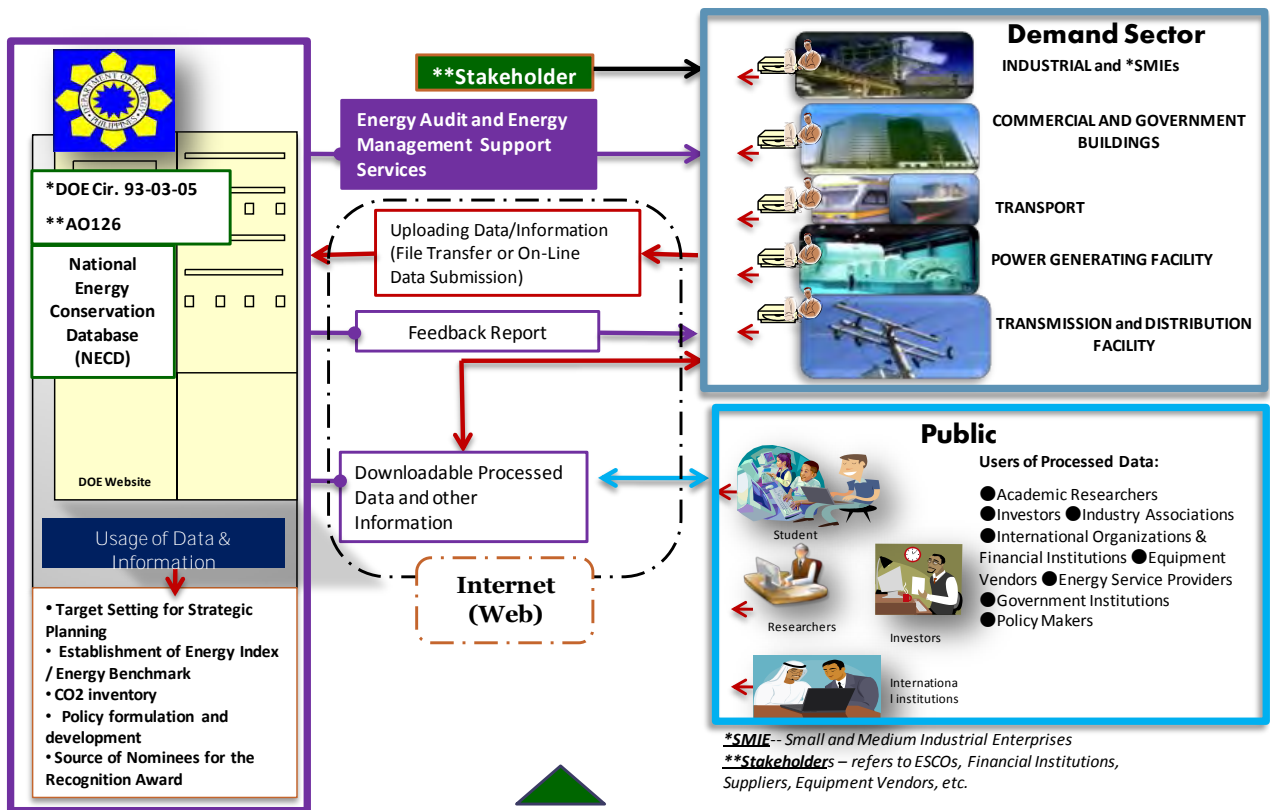 DEPARTMENT OF ENERGY
PHILIPPINES
*DOE Cir. 93-03-05
**AO126
National
Energy
Conservation
Database
(NECD)
DOE Website
Usage of Data &
Information
• Target Setting for Strategic
Planning
• Establishment of Energy Index
/ Energy Benchmark
• CO2 inventory
• Policy formulation and
development
• Source of Nominees for the
Recognition Award
**Stakeholder
Energy Audit and Energy
Management Support
Services
Uploading Data/Information
(File Transfer or On-Line
Data Submission)
Feedback Report
Downloadable Processed
Data and other
Information
Internet
(Web)
Demand Sector
INDUSTRIAL and *SMIEs
COMMERCIAL AND GOVERNMENT
BUILDINGS
TRANSPORT
POWER GENERATING FACILITY
TRANSMISSION and DISTRIBUTION
FACILITY
Public
Student
Researchers
Investors
Internationa
l institutions
Users of Processed Data:
●Academic Researchers
●Investors ●Industry Associations
●International Organizations &
Financial Institutions ●Equipment
Vendors ●Energy Service Providers
●Government Institutions
●Policy Makers
*SMIE-- Small and Medium Industrial Enterprises
**Stakeholders – refers to ESCOs, Financial Institutions,
Suppliers, Equipment Vendors, etc.